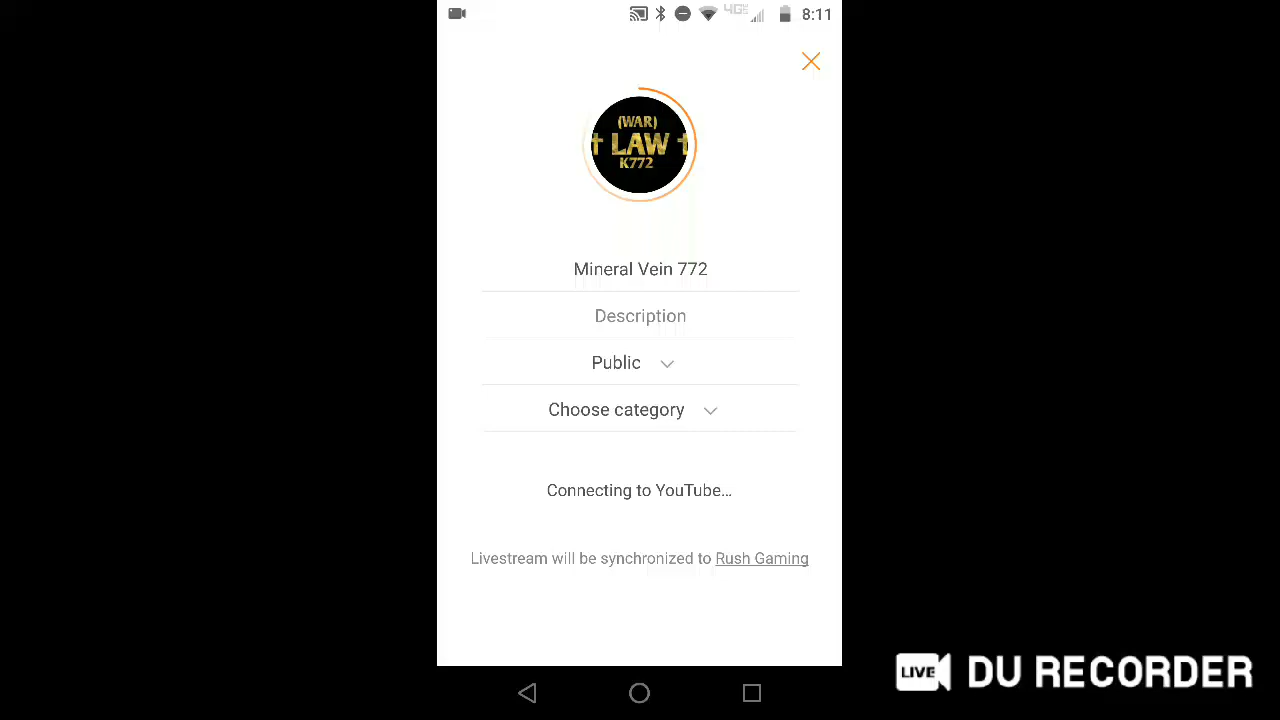 4G
8:11
(WAR)
† LAW †
K772
Mineral Vein 772
Description
Public
Choose category
Connecting to YouTube...
Livestream will be synchronized to Rush Gaming
LIVE DU RECORDER